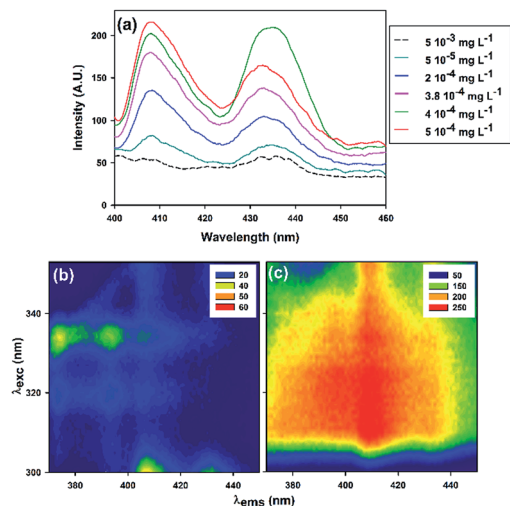 (a)
200
150
100
50
0
Intensity (A.U.)
400 410 420 430 440 450 460
Wavelength (nm)
5 10-3 mg L-1
5 10-5 mg L-1
2 10-4 mg L-1
3.8 10-4 mg L-1
4 10-4 mg L-1
5 10-4 mg L-1
(b)
20
40
50
60
(c)
50
150
200
250
340
320
300
λexc (nm)
380 400 420 440
380 400 420 440
λems (nm)
λems (nm)